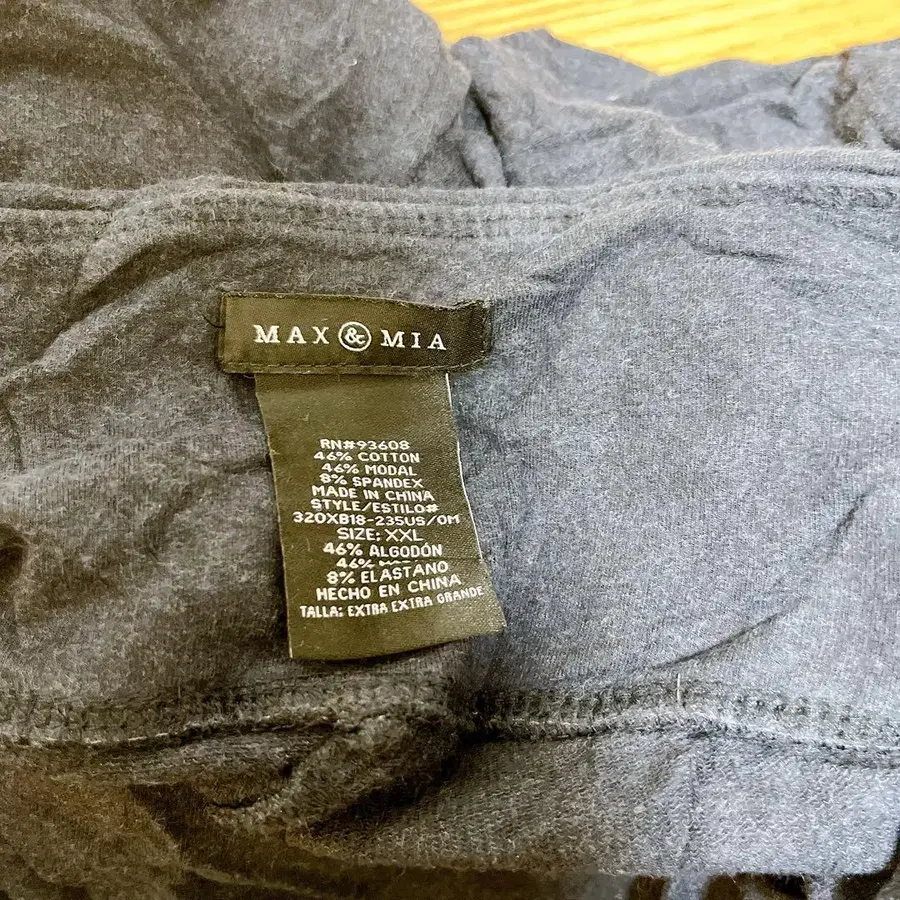 MAX & MIA
RN#93608
46% COTTON
46% MODAL
8% SPANDEX
MADE IN CHINA
STYLE/ESTILO#
320XB18-235US/OM
SIZE: XXL
46% ALGODÓN
46%
8% ELASTANO
HECHO EN CHINA
TALLA: EXTRA EXTRA GRANDE